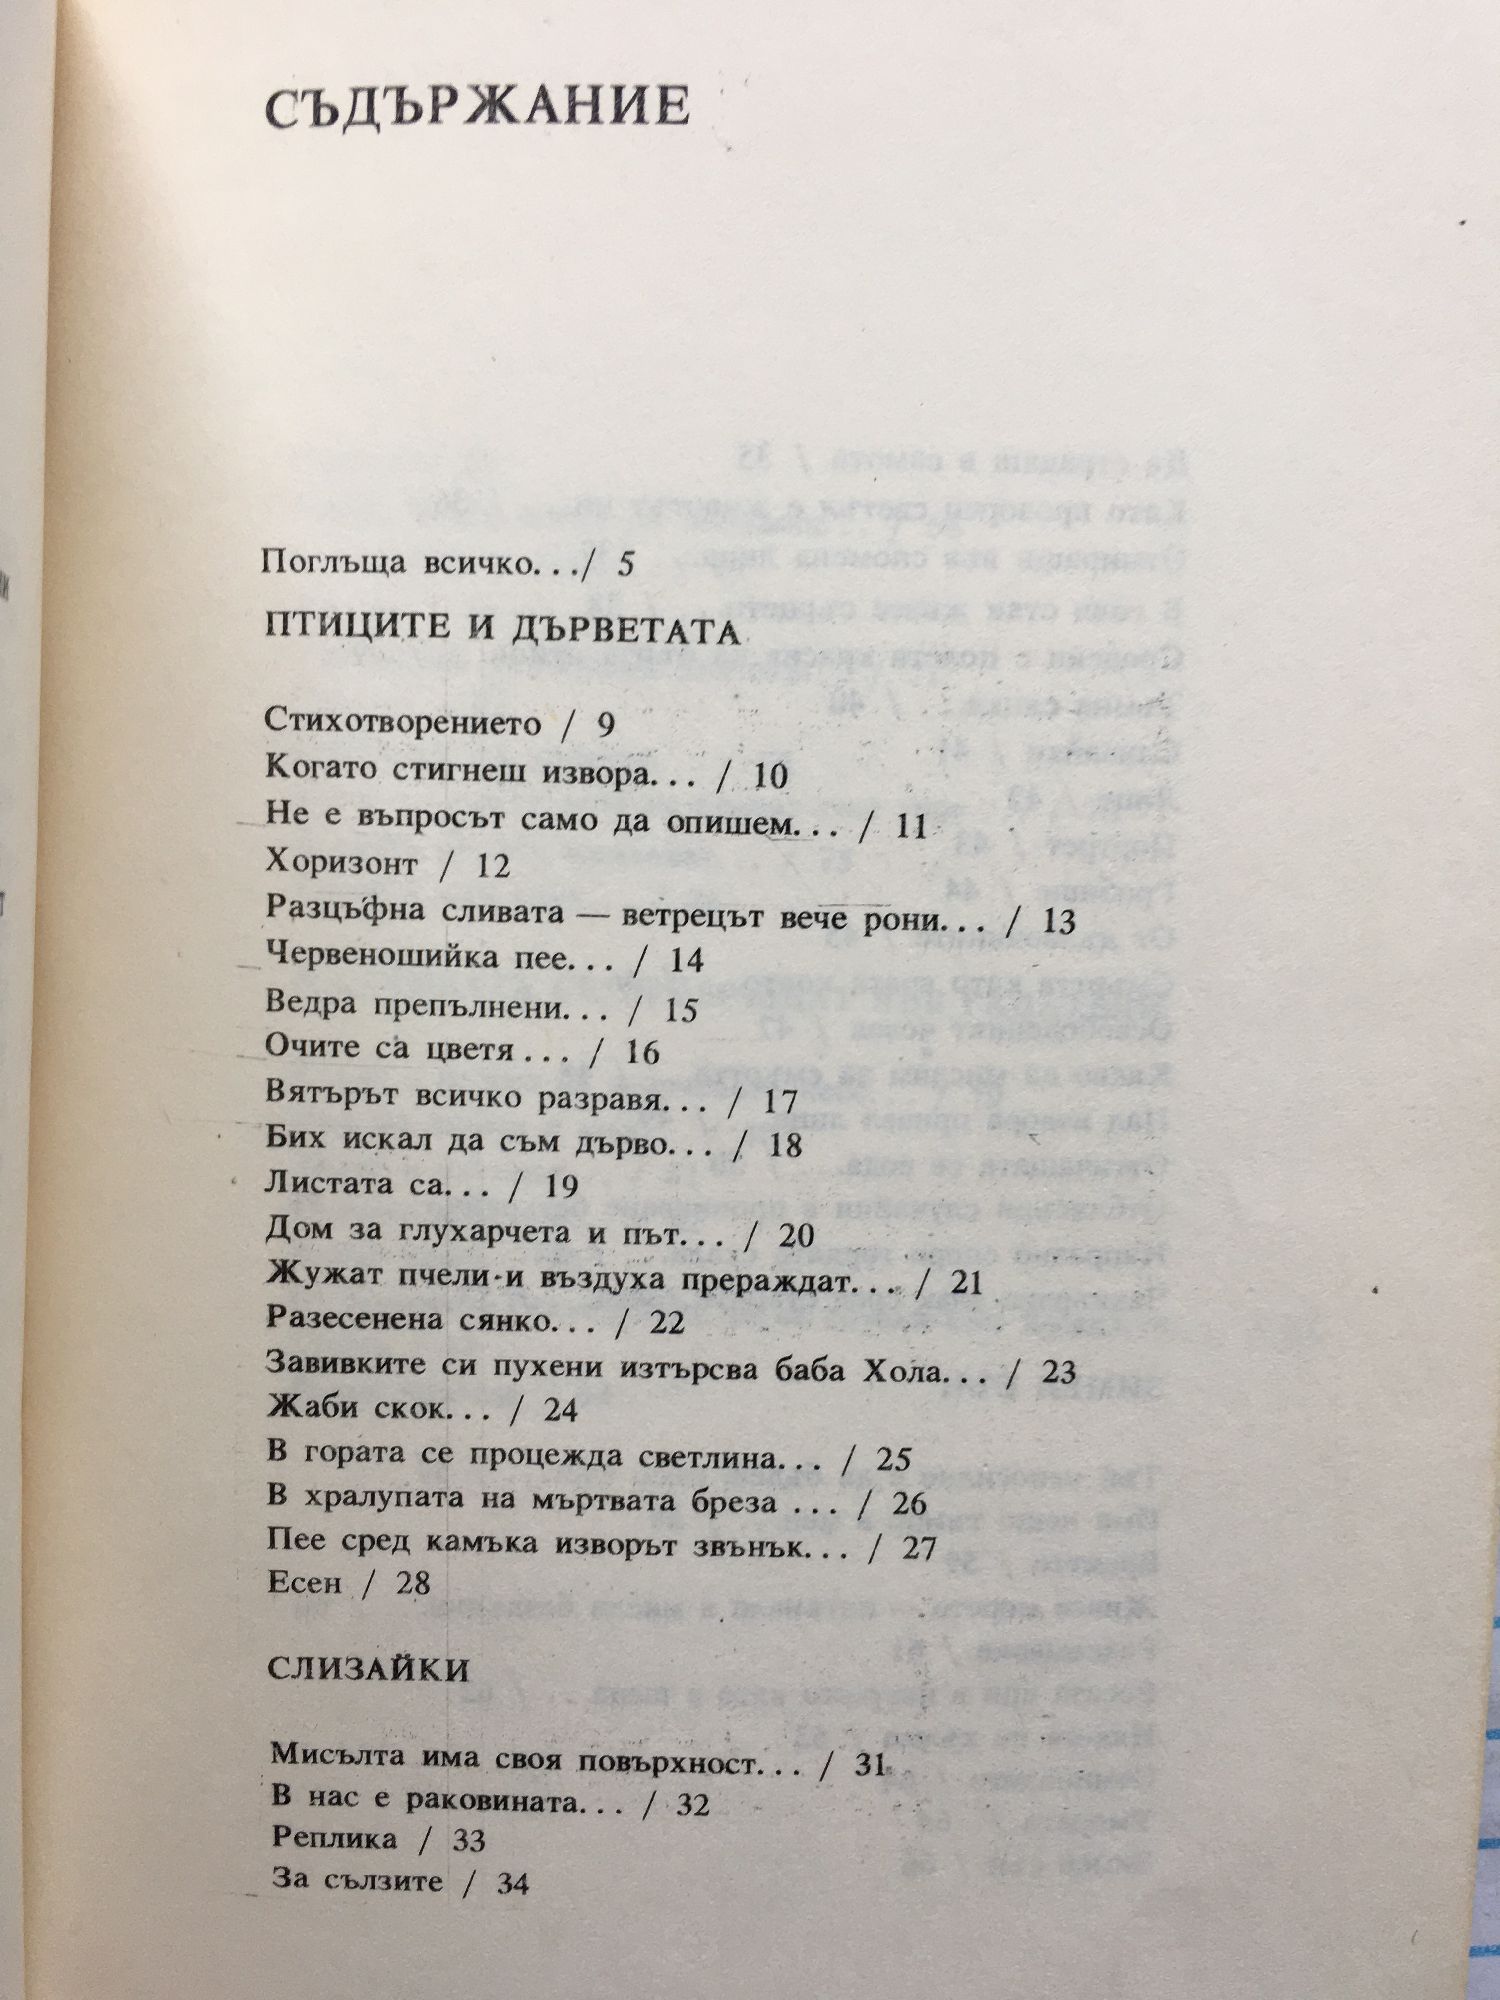 СЪДЪРЖАНИЕ
Поглъща всичко. . ./ 5
ПТИЦИТЕ И ДЪРВЕТАТА
Стихотворението / 9
Когато стигнеш извора. . . / 10
Не е въпросът само да опишем. . . / 11
Хоризонт / 12
Разцъфна сливата — ветрецът вече рони. . . / 13
Червеношийка пее. . . / 14
Ведра препълнени. . . / 15
Очите са цветя . . . / 16
Вятърът всичко разравя. . . / 17
Бих искал да съм дърво. . . / 18
Листата са. . . / 19
Дом за глухарчета и път. . . / 20
Жужат пчели и въздуха прераждат. . . / 21
Разесенена сянко. . . / 22
Завивките си пухени изтърсва баба Хола. . . / 23
Жаби скок. . . / 24
В гората се процежда светлина. . . / 25
В хралупата на мъртвата бреза . . . / 26
Пее сред камъка изворът звънък. . . / 27
Есен / 28
СЛИЗАЙКИ
Мисълта има своя повърхност. . . / 31
В нас е раковината. . . / 32
Реплика / 33
За сълзите / 34